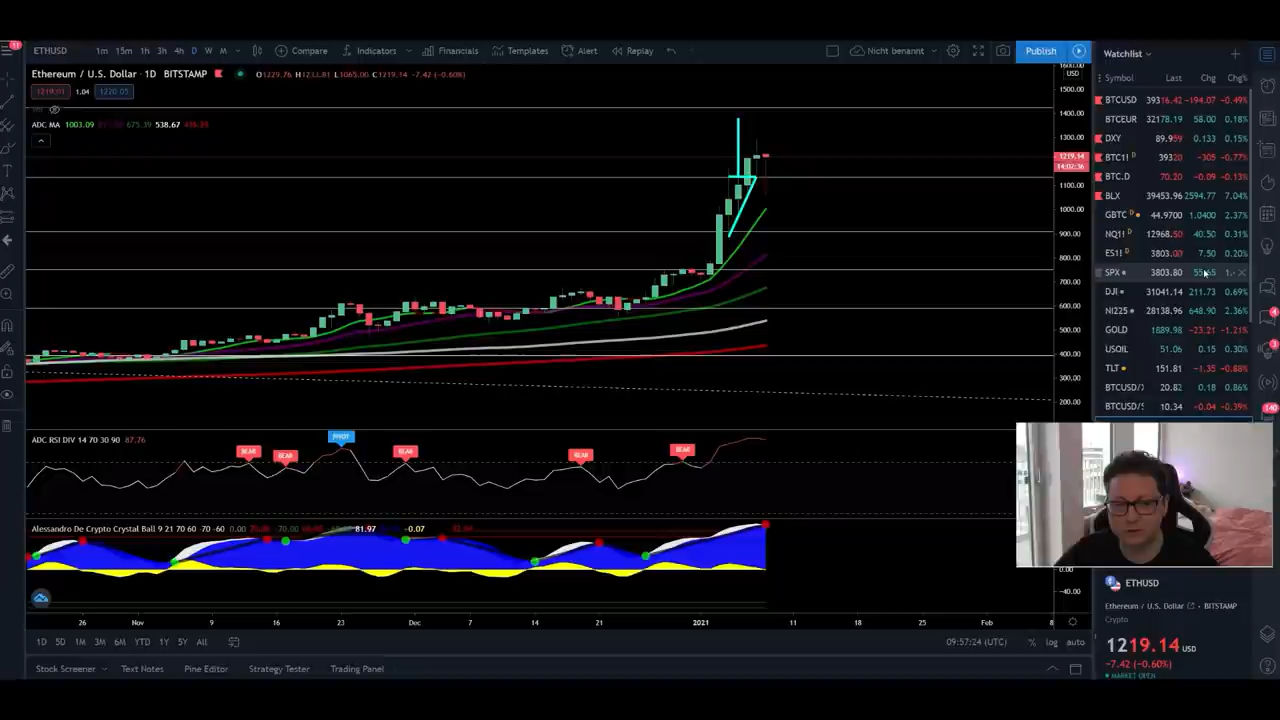 11
ETHUSD 1m 15m 1h 3h 4h D W M Compare Indicators Financials Templates Alert Replay Nicht benannt Publish
Watchlist
Ethereum / U.S. Dollar · 1D BITSTAMP O1229.76 L1065.00 C1219.14 -7.42 (-0.60%)
1219.01 1.04 1220.05
ADC MA 1003.09 675.39 538.67
USD
1500.00
1400.00
1300.00
1219.14
14:02:36
1100.00
1000.00
900.00
800.00
700.00
600.00
500.00
400.00
300.00
200.00
Symbol Last Chg Chg%
BTCUSD 39316.42 -194.07 -0.49%
BTCEUR 32178.19 58.00 0.18%
DXY 89.959 0.133 0.15%
BTC11 D 39320 -305 -0.77%
BTC.D 70.20 -0.09 -0.13%
BLX 39453.96 2594.77 7.04%
GBTC D 44.9700 1.0400 2.37%
NQ1! D 12968.50 40.50 0.31%
ES1! D 3803.00 7.50 0.20%
SPX 3803.80
DJI 31041.14 211.73 0.69%
NI225 28138.96 648.90 2.36%
GOLD 1889.98 -23.21 -1.21%
USOIL 51.06 0.15 0.30%
TLT 151.81 -1.35 -0.88%
BTCUSD/ 20.82 0.18 0.86%
BTCUSD/ 10.34 -0.04 -0.39%
4
3
140
ADC RSI DIV 14 70 30 90 87.76
BEAR
BEAR
PIVOT
BEAR
BEAR
BEAR
Alessandro De Crypto Crystal Ball 9 21 70 60 -70 -60 0.00 81.97 -0.07
0.00
-40.00
26 Nov 9 16 23 Dec 7 14 21 2021 11 18 25 Feb 8
1D 5D 1M 3M 6M YTD 1Y 5Y All
09:57:24 (UTC) % log auto
Stock Screener Text Notes Pine Editor Strategy Tester Trading Panel
ETHUSD
Ethereum / U.S. Dollar BITSTAMP
Crypto
1219.14 USD
-7.42 (-0.60%)
MARKET OPEN